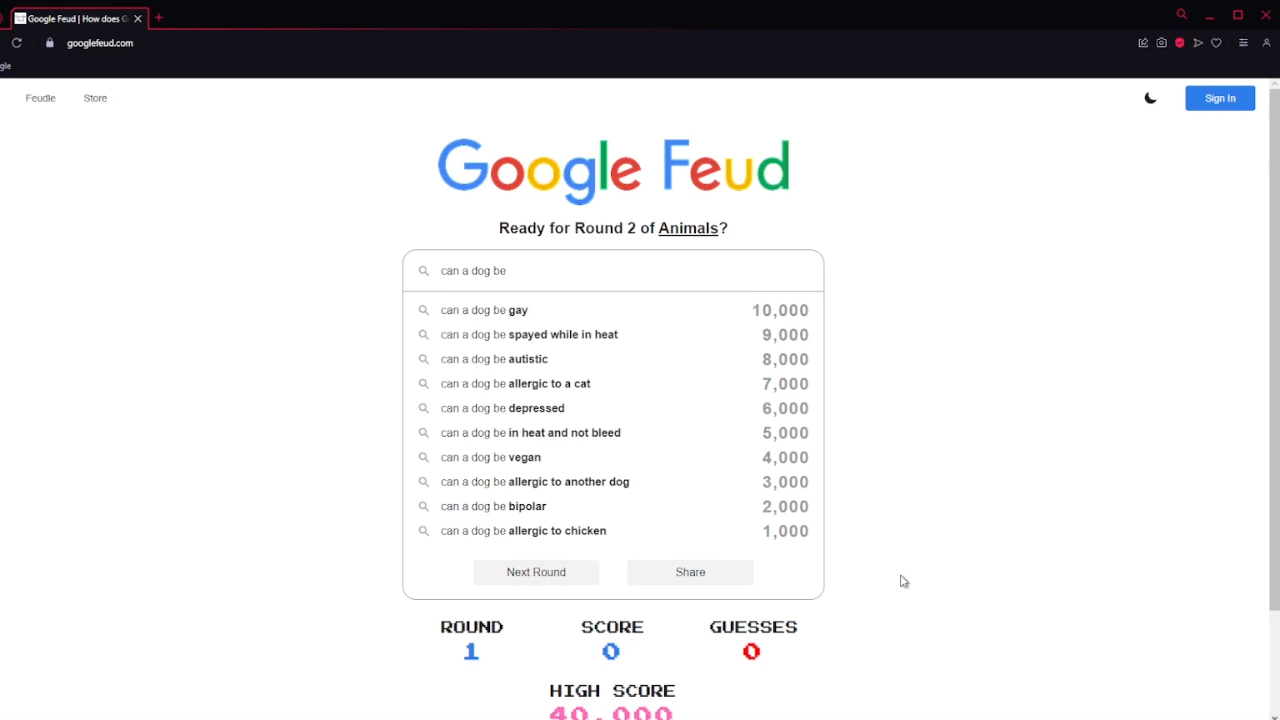 Google Feud | How does G
googlefeud.com
gle
Feudle Store Sign In
Google Feud
Ready for Round 2 of Animals?
can a dog be
can a dog be gay 10,000
can a dog be spayed while in heat 9,000
can a dog be autistic 8,000
can a dog be allergic to a cat 7,000
can a dog be depressed 6,000
can a dog be in heat and not bleed 5,000
can a dog be vegan 4,000
can a dog be allergic to another dog 3,000
can a dog be bipolar 2,000
can a dog be allergic to chicken 1,000
Next Round Share
ROUND SCORE GUESSES
1 0 0
HIGH SCORE
40,000